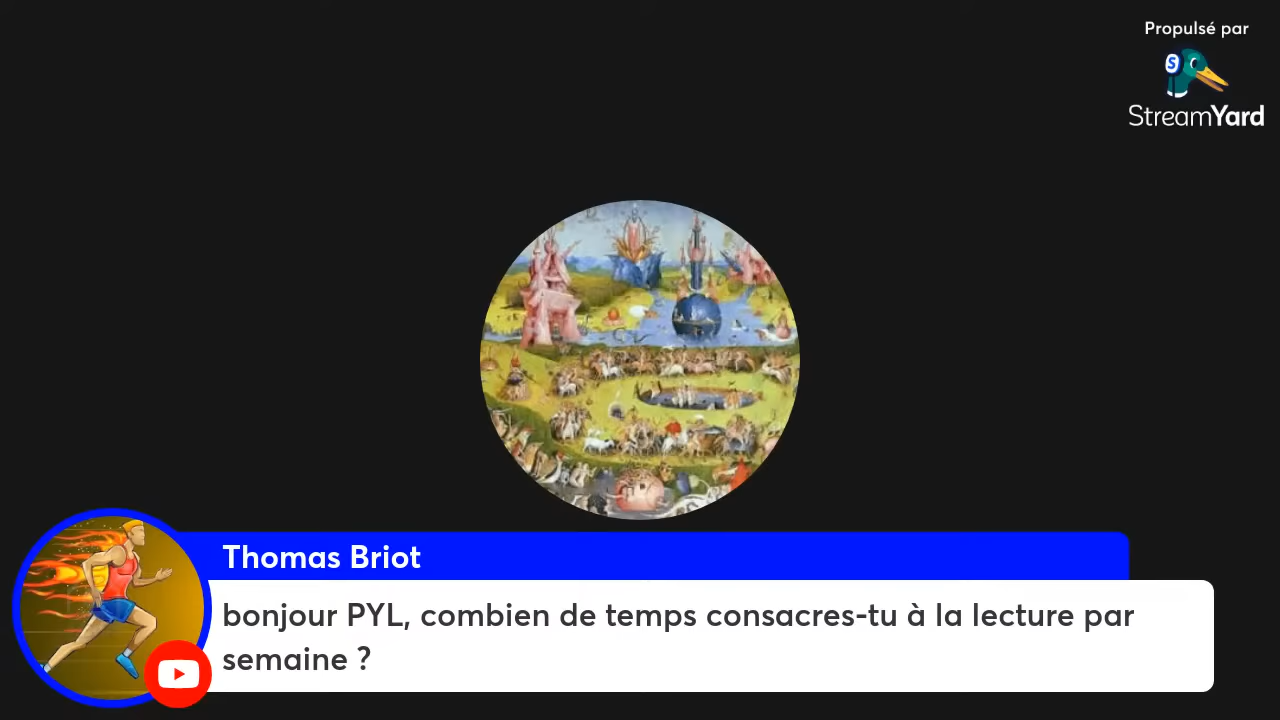 Propulsé par
StreamYard
Thomas Briot
bonjour PYL, combien de temps consacres-tu à la lecture par
semaine ?